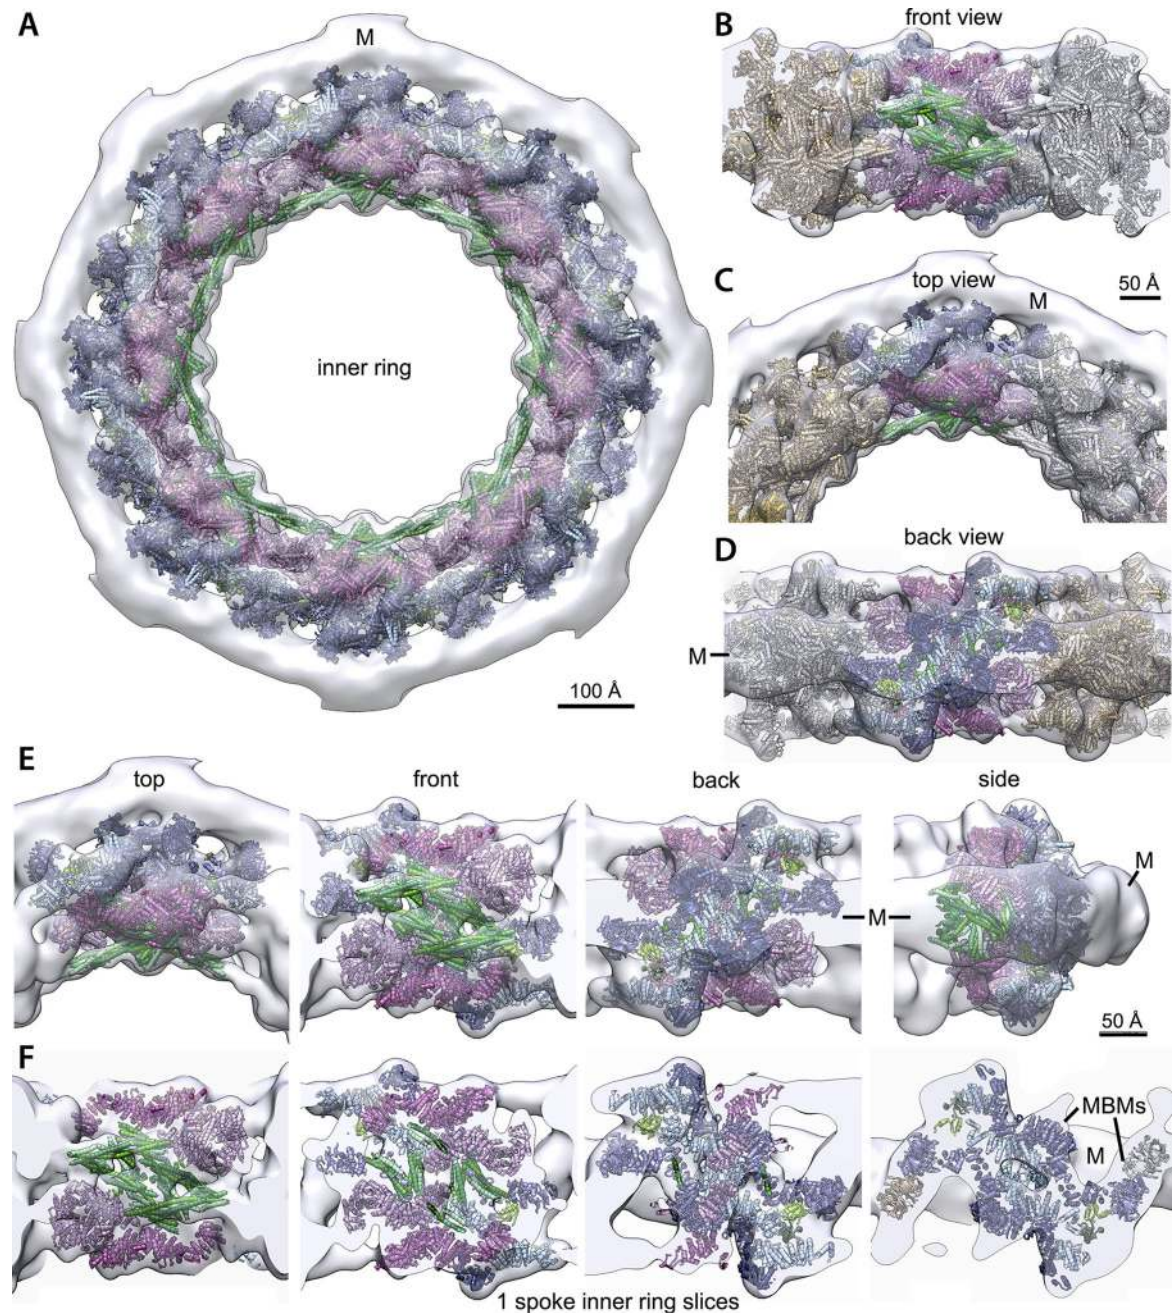 A
M
inner ring
100 Å
B
front view
C
top view
M
50 Å
D
back view
M
E
top
front
back
side
M
M
50 Å
F
MBMs
M
1 spoke inner ring slices